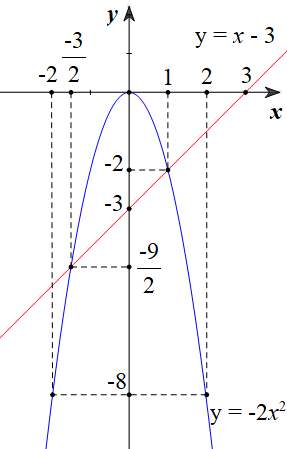 y
y = x - 3
-3
-2 — 1 2 3
2
x
-2
-3
-9
—
2
-8
y = -2x²